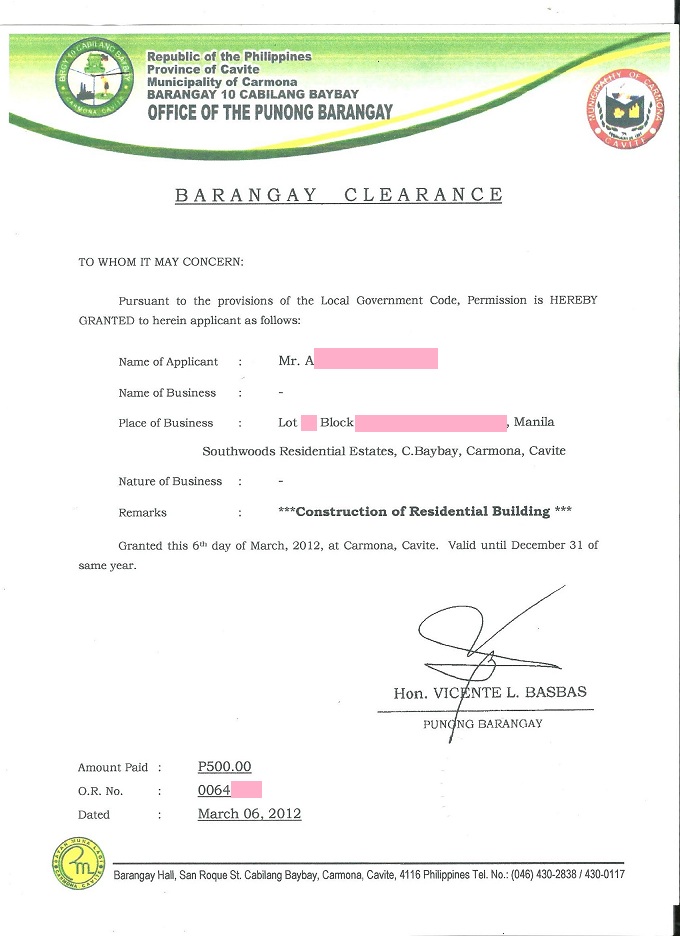 Republic of the Philippines
Province of Cavite
Municipality of Carmona
BARANGAY 10 CABILANG BAYBAY
OFFICE OF THE PUNONG BARANGAY
BRGY 10 CABILANG BAYBAY
CARMONA CAVITE
MUNICIPALITY OF CARMONA
CAVITE
BARANGAY CLEARANCE
TO WHOM IT MAY CONCERN:
Pursuant to the provisions of the Local Government Code, Permission is HEREBY
GRANTED to herein applicant as follows:
Name of Applicant : Mr. A
Name of Business : -
Place of Business : Lot Block , Manila
Southwoods Residential Estates, C.Baybay, Carmona, Cavite
Nature of Business : -
Remarks : ***Construction of Residential Building ***
Granted this 6th day of March, 2012, at Carmona, Cavite. Valid until December 31 of
same year.
Hon. VICENTE L. BASBAS
PUNONG BARANGAY
Amount Paid : P500.00
O.R. No. : 0064
Dated : March 06, 2012
BAYAN MUNA LAGI
CARMONA CAVITE
Barangay Hall, San Roque St. Cabilang Baybay, Carmona, Cavite, 4116 Philippines Tel. No.: (046) 430-2838 / 430-0117